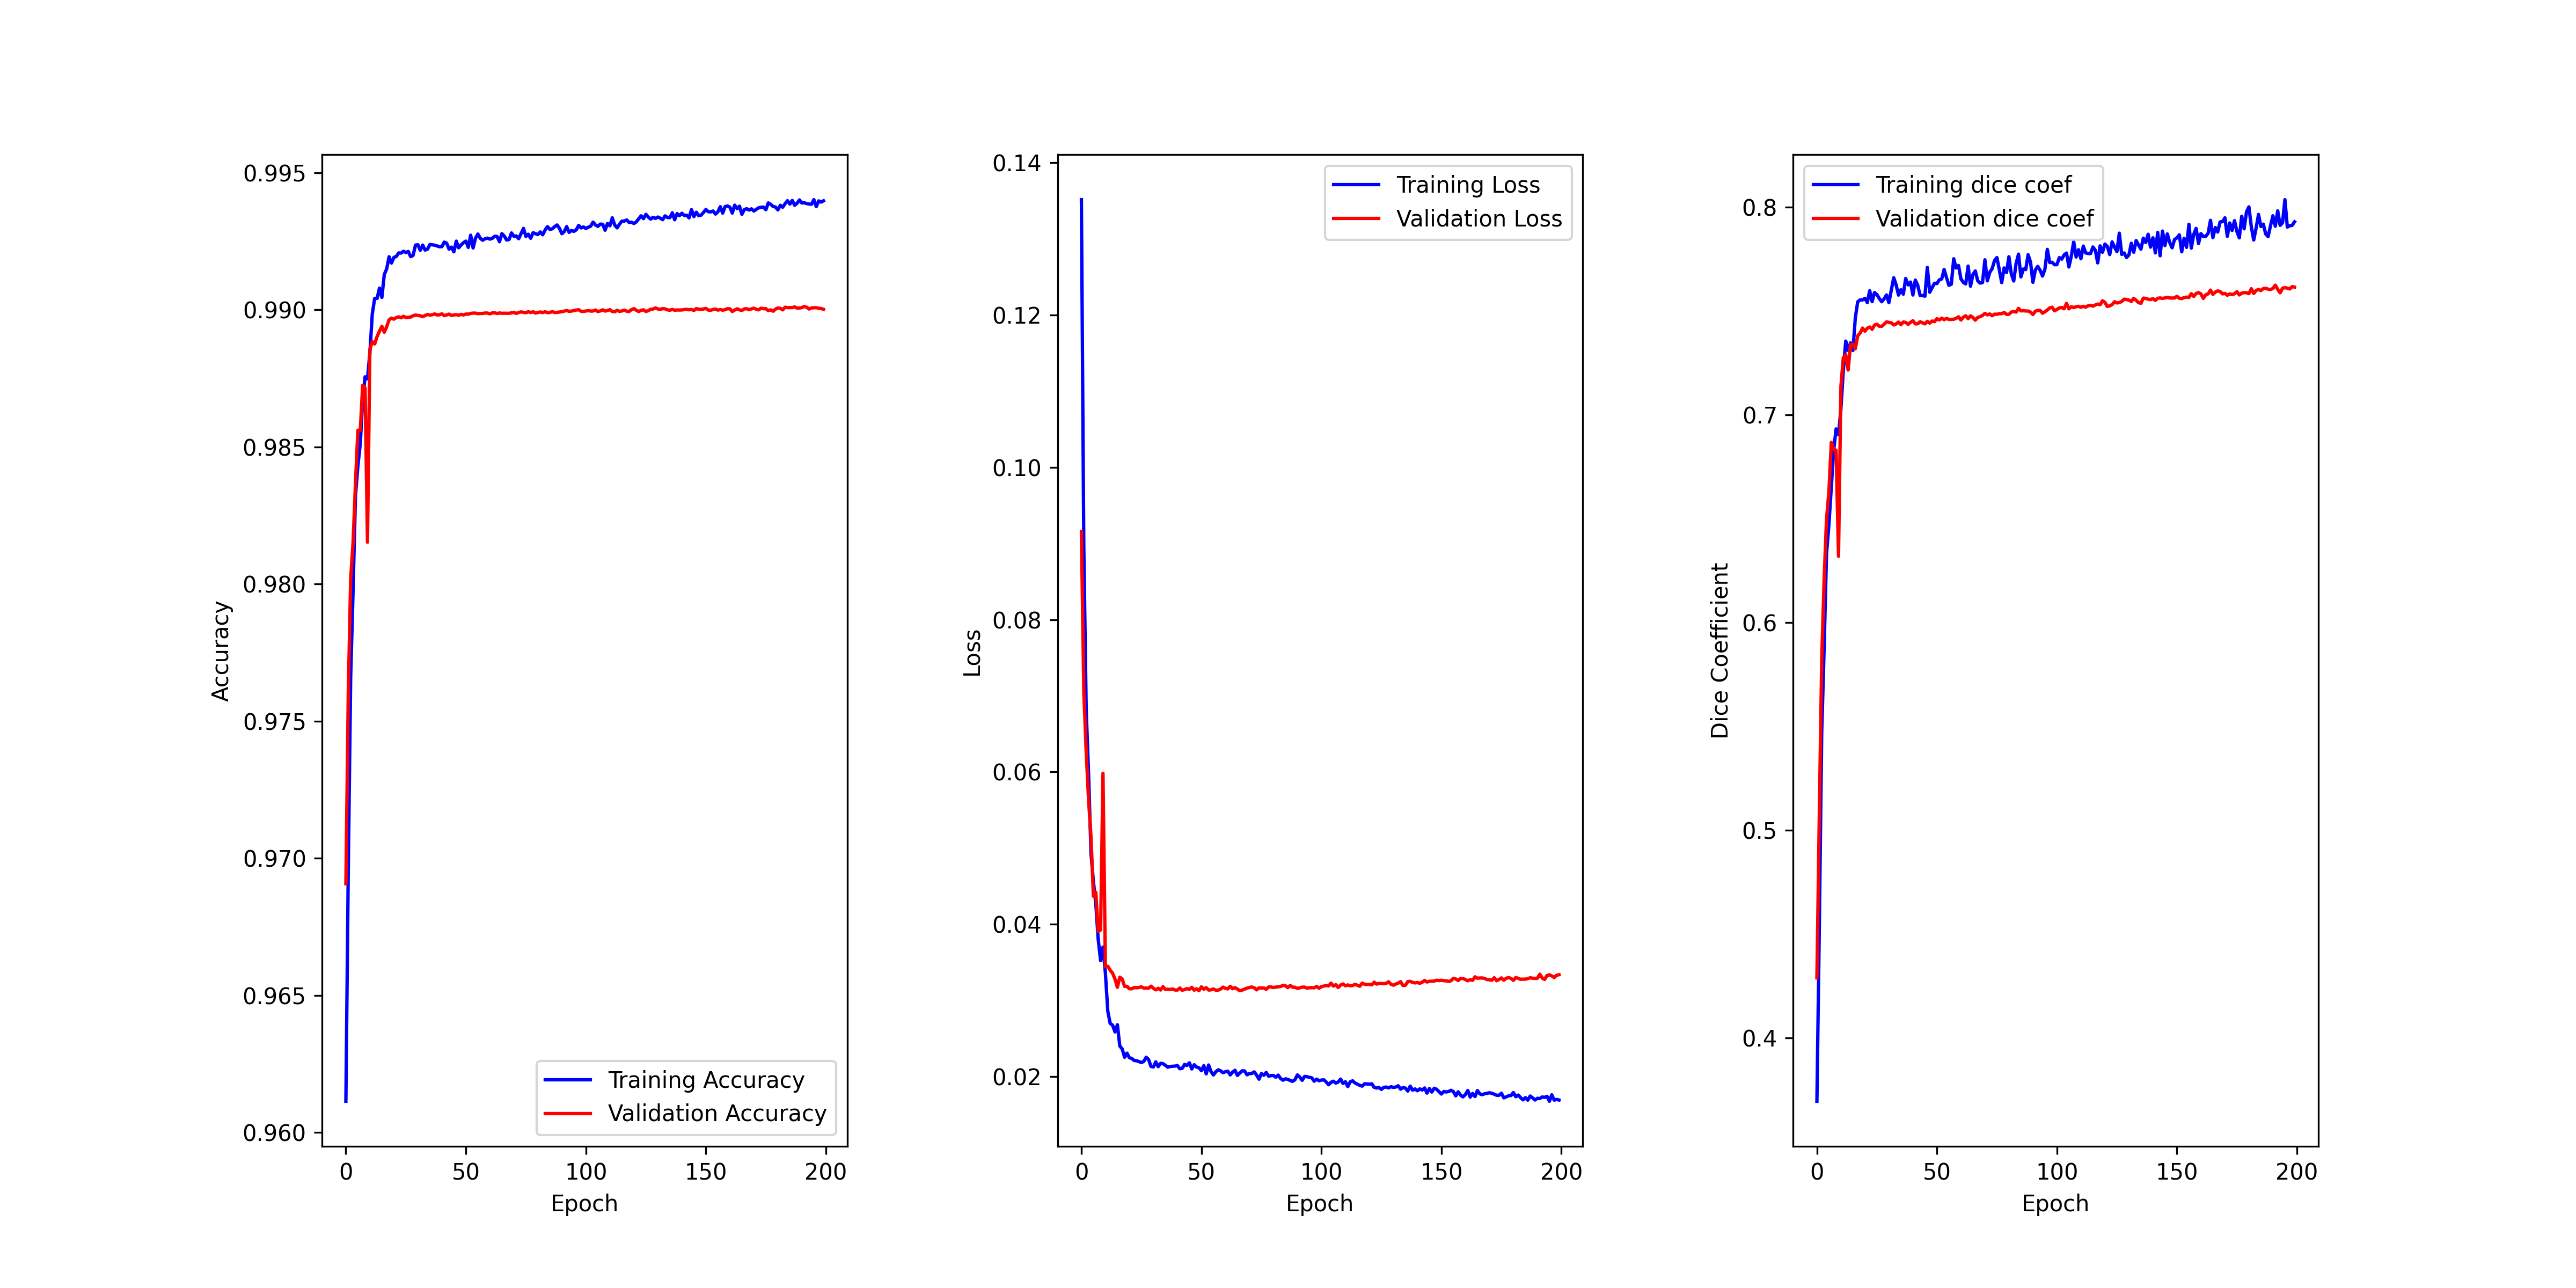 Accuracy
0.995
0.990
0.985
0.980
0.975
0.970
0.965
0.960
Training Accuracy
Validation Accuracy
0 50 100 150 200
Epoch
Loss
0.14
0.12
0.10
0.08
0.06
0.04
0.02
Training Loss
Validation Loss
0 50 100 150 200
Epoch
Dice Coefficient
0.8
0.7
0.6
0.5
0.4
Training dice coef
Validation dice coef
0 50 100 150 200
Epoch